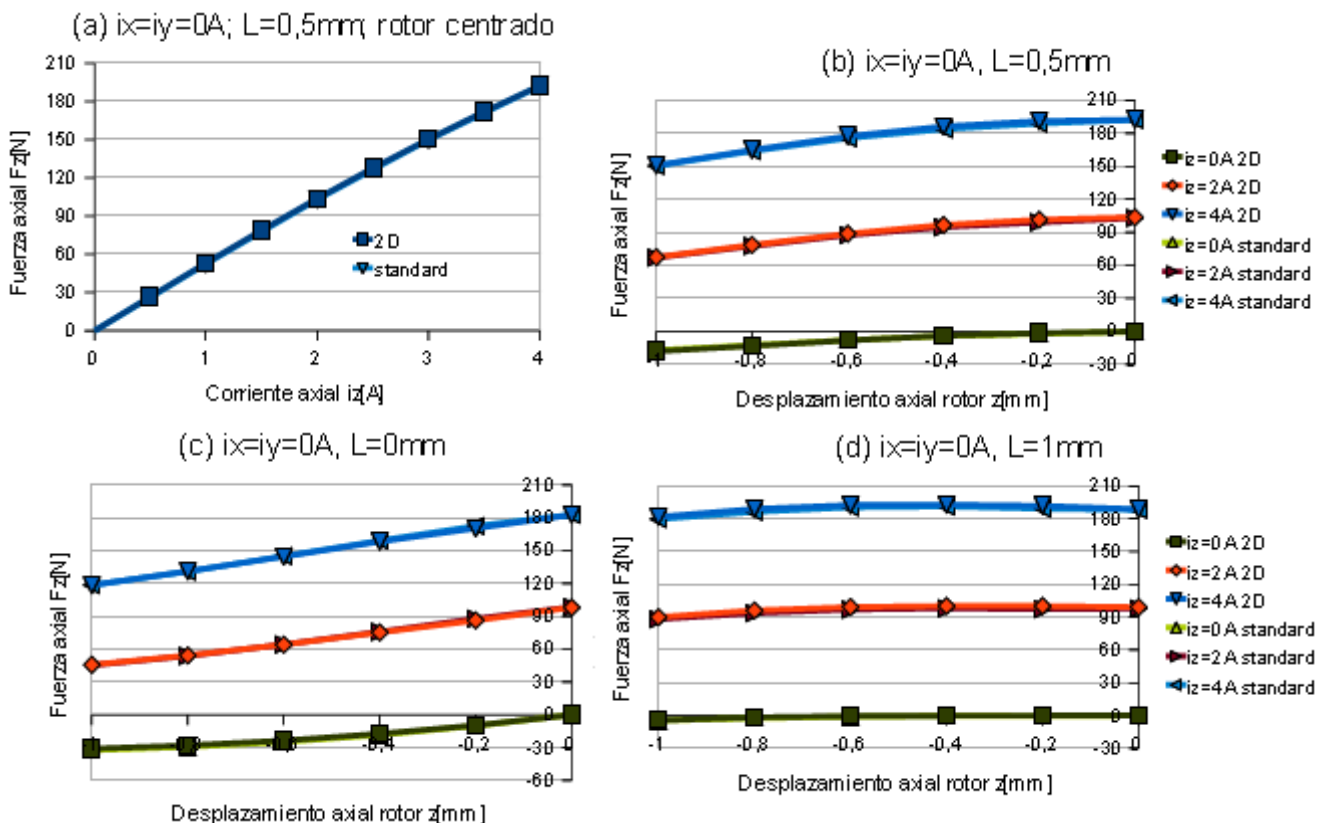 (a) ix=iy=0A; L=0,5mm; rotor centrado
Fuerza axial Fz[N]
210
180
150
120
90
60
30
0
0 1 2 3 4
2D
standard
Corriente axial iz[A]
(b) ix=iy=0A, L=0,5mm
Fuerza axial Fz[N]
210
180
150
120
90
60
30
0
-30
-1 -0,8 -0,6 -0,4 -0,2 0
Desplazamiento axial rotor z[mm]
iz=0A 2D
iz=2A 2D
iz=4A 2D
iz=0A standard
iz=2A standard
iz=4A standard
(c) ix=iy=0A, L=0mm
Fuerza axial Fz[N]
210
180
150
120
90
60
30
0
-30
-60
-1 -0,8 -0,6 -0,4 -0,2 0
Desplazamiento axial rotor z[mm]
(d) ix=iy=0A, L=1mm
Fuerza axial Fz[N]
210
180
150
120
90
60
30
0
-30
-1 -0,8 -0,6 -0,4 -0,2 0
Desplazamiento axial rotor z[mm]
iz=0A 2D
iz=2A 2D
iz=4A 2D
iz=0A standard
iz=2A standard
iz=4A standard